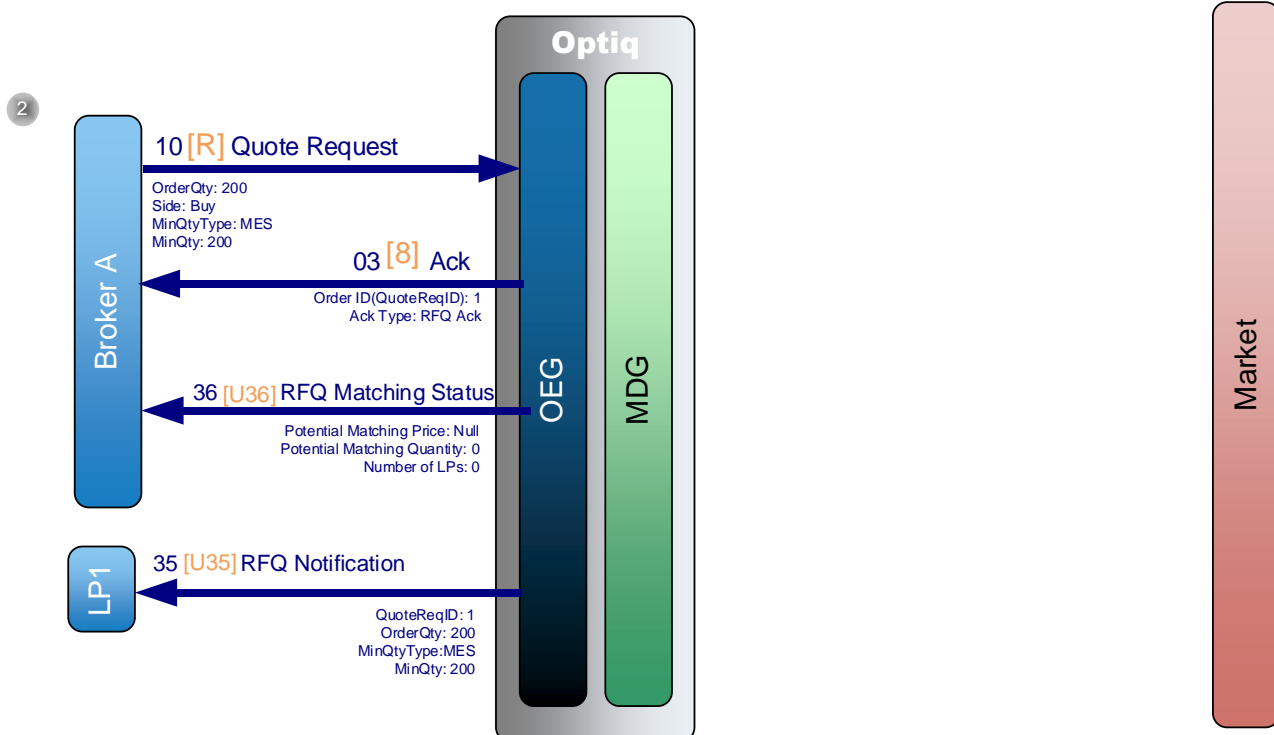 Optiq
2
10 [R] Quote Request
OrderQty: 200
Side: Buy
MinQtyType: MES
MinQty: 200
03 [8] Ack
Order ID(QuoteReqID): 1
Ack Type: RFQ Ack
Broker A
36 [U36] RFQ Matching Status
Potential Matching Price: Null
Potential Matching Quantity: 0
Number of LPs: 0
OEG
MDG
Market
LP1
35 [U35] RFQ Notification
QuoteReqID: 1
OrderQty: 200
MinQtyType:MES
MinQty: 200